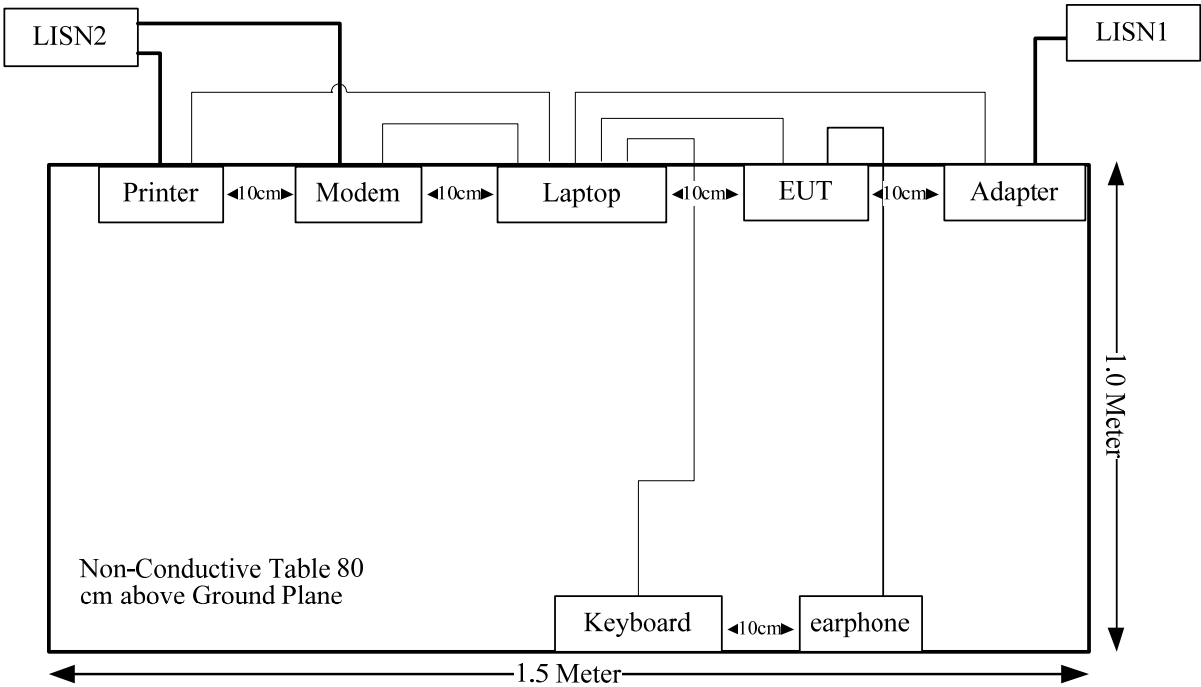 LISN2
LISN1
Printer
10cm
Modem
10cm
Laptop
10cm
EUT
10cm
Adapter
1.0 Meter
Non-Conductive Table 80
cm above Ground Plane
Keyboard
10cm
earphone
1.5 Meter